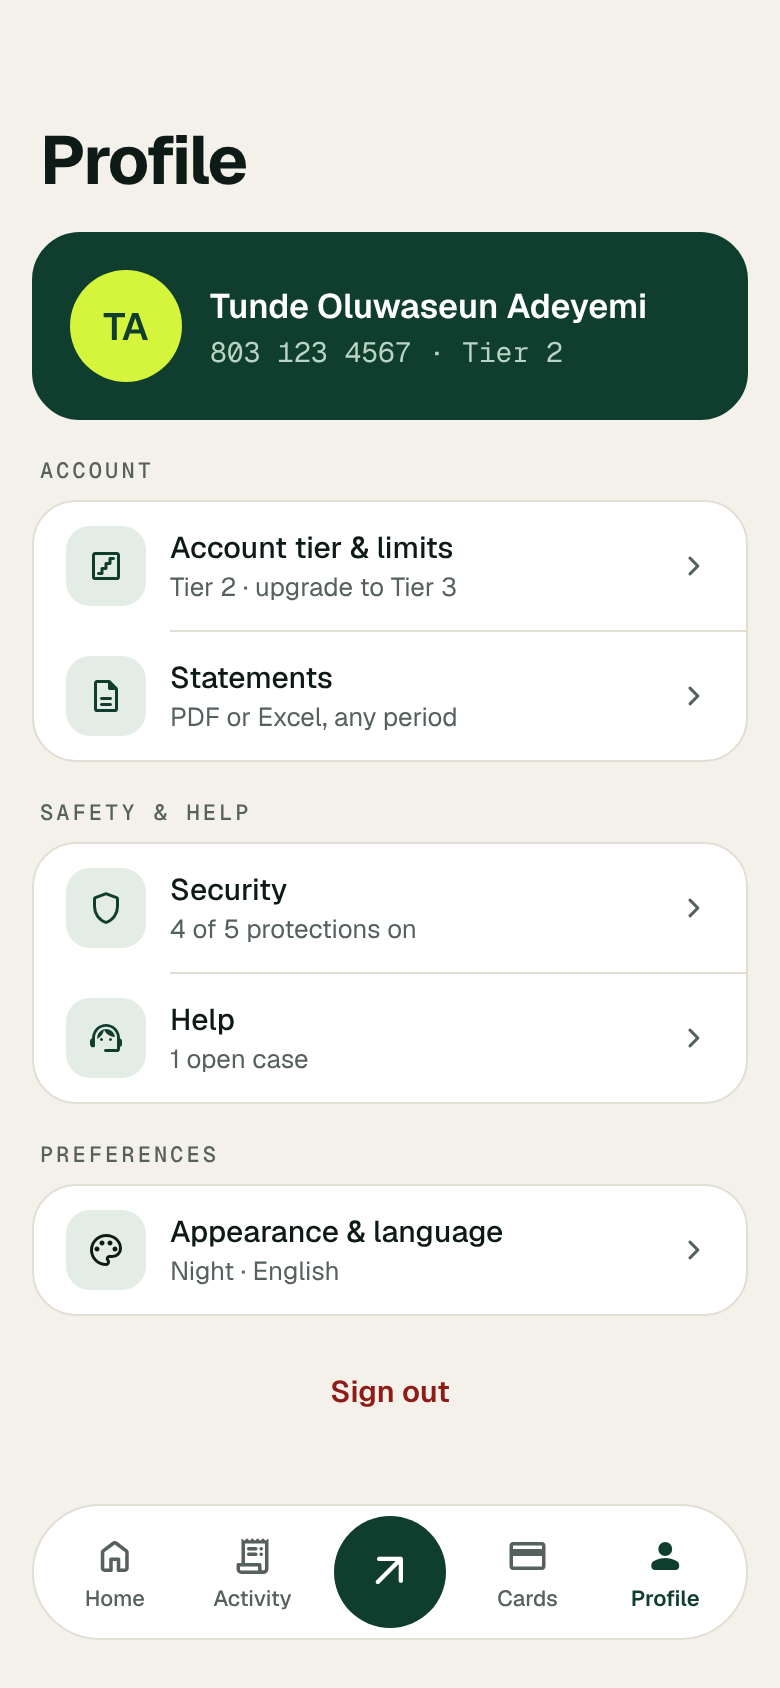 Profile
TA
Tunde Oluwaseun Adeyemi
803 123 4567 · Tier 2
ACCOUNT
Account tier & limits
Tier 2 · upgrade to Tier 3
Statements
PDF or Excel, any period
SAFETY & HELP
Security
4 of 5 protections on
Help
1 open case
PREFERENCES
Appearance & language
Night · English
Sign out
Home
Activity
Cards
Profile